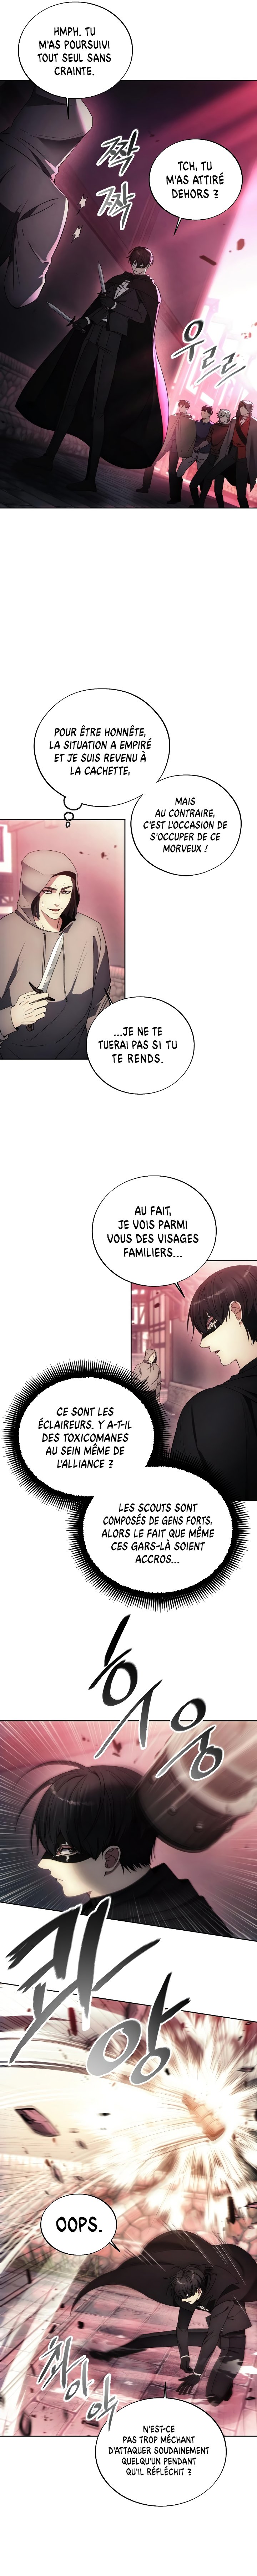 HMPH. TU
M'AS POURSUIVI
TOUT SEUL SANS
CRAINTE.
짝
짝
TCH, TU
M'AS ATTIRÉ
DEHORS ?
우르르
POUR ÊTRE HONNÊTE,
LA SITUATION A EMPIRÉ
ET JE SUIS REVENU À
LA CACHETTE,
MAIS
AU CONTRAIRE,
C'EST L'OCCASION DE
S'OCCUPER DE CE
MORVEUX !
...JE NE TE
TUERAI PAS SI TU
TE RENDS.
AU FAIT,
JE VOIS PARMI
VOUS DES VISAGES
FAMILIERS...
CE SONT LES
ÉCLAIREURS. Y A-T-IL
DES TOXICOMANES
AU SEIN MÊME DE
L'ALLIANCE ?
LES SCOUTS SONT
COMPOSÉS DE GENS FORTS,
ALORS LE FAIT QUE MÊME
CES GARS-LÀ SOIENT
ACCROS...
콰앙
OOPS.
N'EST-CE
PAS TROP MÉCHANT
D'ATTAQUER SOUDAINEMENT
QUELQU'UN PENDANT
QU'IL RÉFLÉCHIT ?